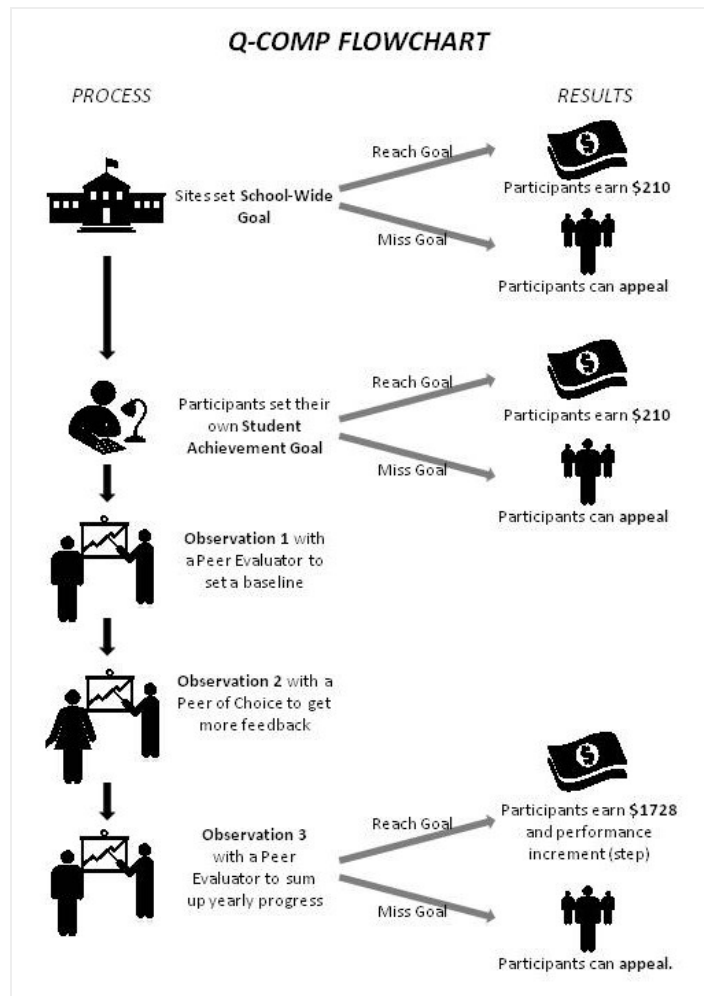 Q-COMP FLOWCHART
PROCESS
RESULTS
Sites set School-Wide
Goal
Reach Goal
Participants earn $210
Miss Goal
Participants can appeal
Participants set their
own Student
Achievement Goal
Reach Goal
Participants earn $210
Miss Goal
Participants can appeal
Observation 1 with
a Peer Evaluator to
set a baseline
Observation 2 with a
Peer of Choice to get
more feedback
Observation 3
with a Peer
Evaluator to sum
up yearly progress
Reach Goal
Participants earn $1728
and performance
increment (step)
Miss Goal
Participants can appeal.